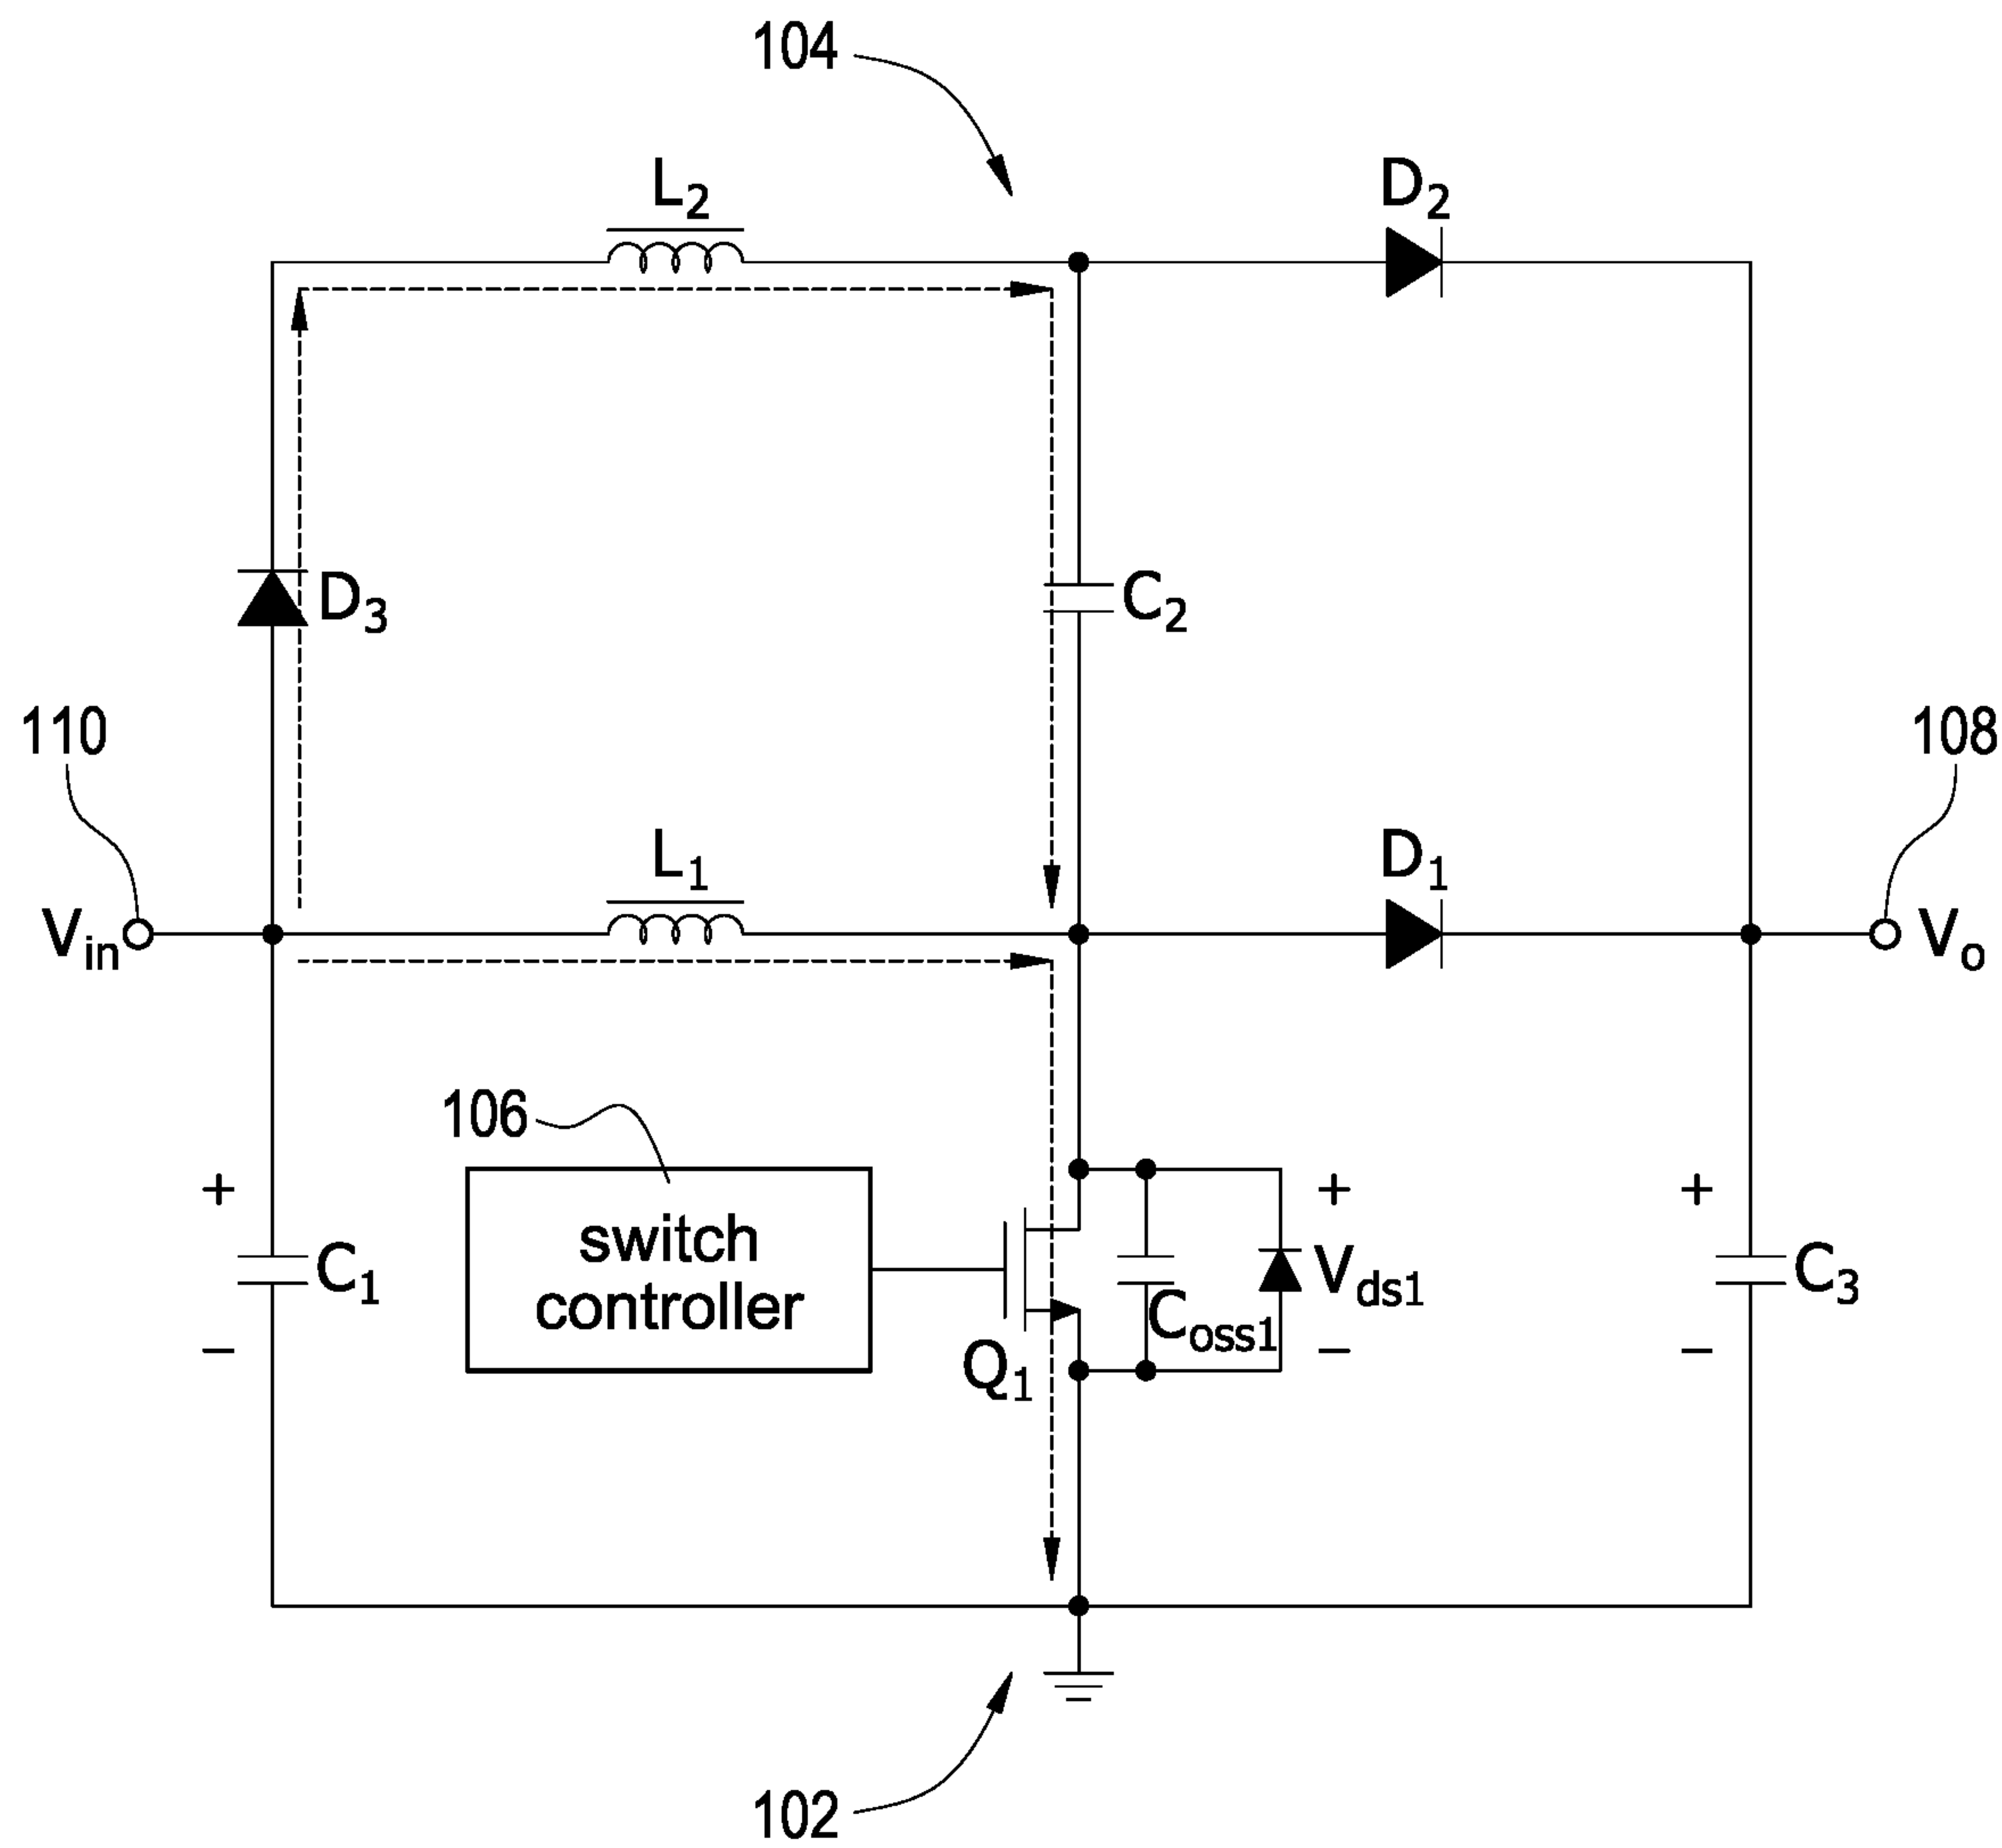 104
L2
D2
D3
C2
110
108
L1
D1
Vin
Vo
106
+
+
+
switch
controller
C1
Coss1
Vds1
C3
Q1
−
−
−
102